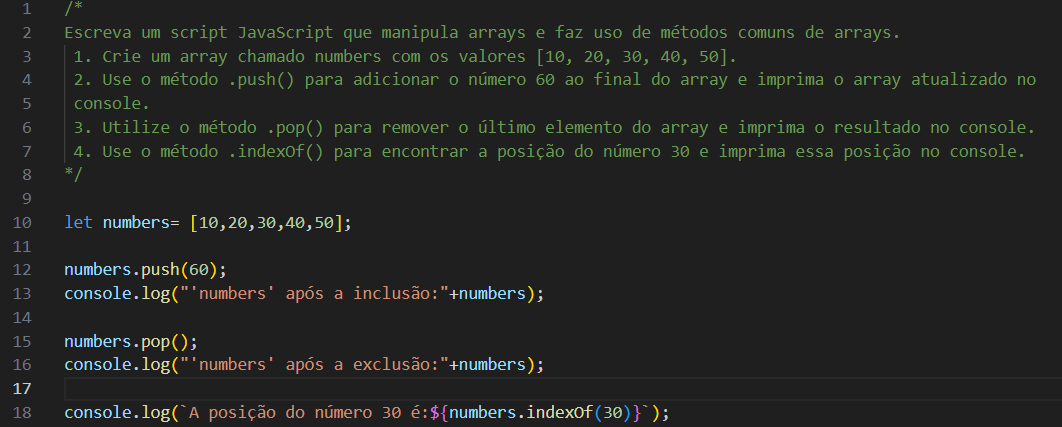 1 /*
2 Escreva um script JavaScript que manipula arrays e faz uso de métodos comuns de arrays.
3 1. Crie um array chamado numbers com os valores [10, 20, 30, 40, 50].
4 2. Use o método .push() para adicionar o número 60 ao final do array e imprima o array atualizado no
5 console.
6 3. Utilize o método .pop() para remover o último elemento do array e imprima o resultado no console.
7 4. Use o método .indexOf() para encontrar a posição do número 30 e imprima essa posição no console.
8 */
9
10 let numbers= [10,20,30,40,50];
11
12 numbers.push(60);
13 console.log("'numbers' após a inclusão:"+numbers);
14
15 numbers.pop();
16 console.log("'numbers' após a exclusão:"+numbers);
17
18 console.log(`A posição do número 30 é:${numbers.indexOf(30)}`);